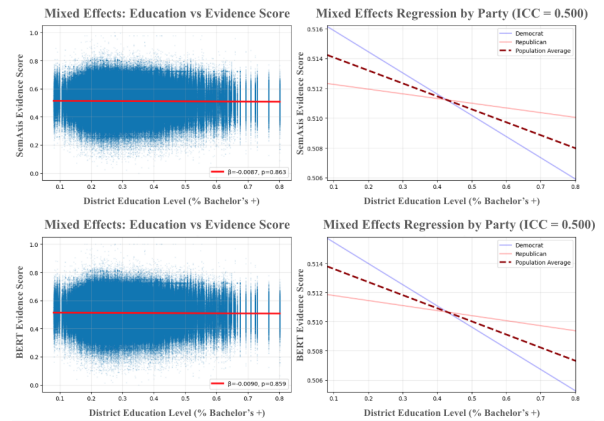 Mixed Effects: Education vs Evidence Score
SemAxis Evidence Score
1.0
0.8
0.6
0.4
0.2
0.0
β=-0.0087, p=0.863
0.1 0.2 0.3 0.4 0.5 0.6 0.7 0.8
District Education Level (% Bachelor's +)
Mixed Effects Regression by Party (ICC = 0.500)
SemAxis Evidence Score
0.516
0.514
0.512
0.510
0.508
0.506
Democrat
Republican
Population Average
0.1 0.2 0.3 0.4 0.5 0.6 0.7 0.8
District Education Level (% Bachelor's +)
Mixed Effects: Education vs Evidence Score
BERT Evidence Score
1.0
0.8
0.6
0.4
0.2
0.0
β=-0.0090, p=0.859
0.1 0.2 0.3 0.4 0.5 0.6 0.7 0.8
District Education Level (% Bachelor's +)
Mixed Effects Regression by Party (ICC = 0.500)
BERT Evidence Score
0.514
0.512
0.510
0.508
0.506
Democrat
Republican
Population Average
0.1 0.2 0.3 0.4 0.5 0.6 0.7 0.8
District Education Level (% Bachelor's +)